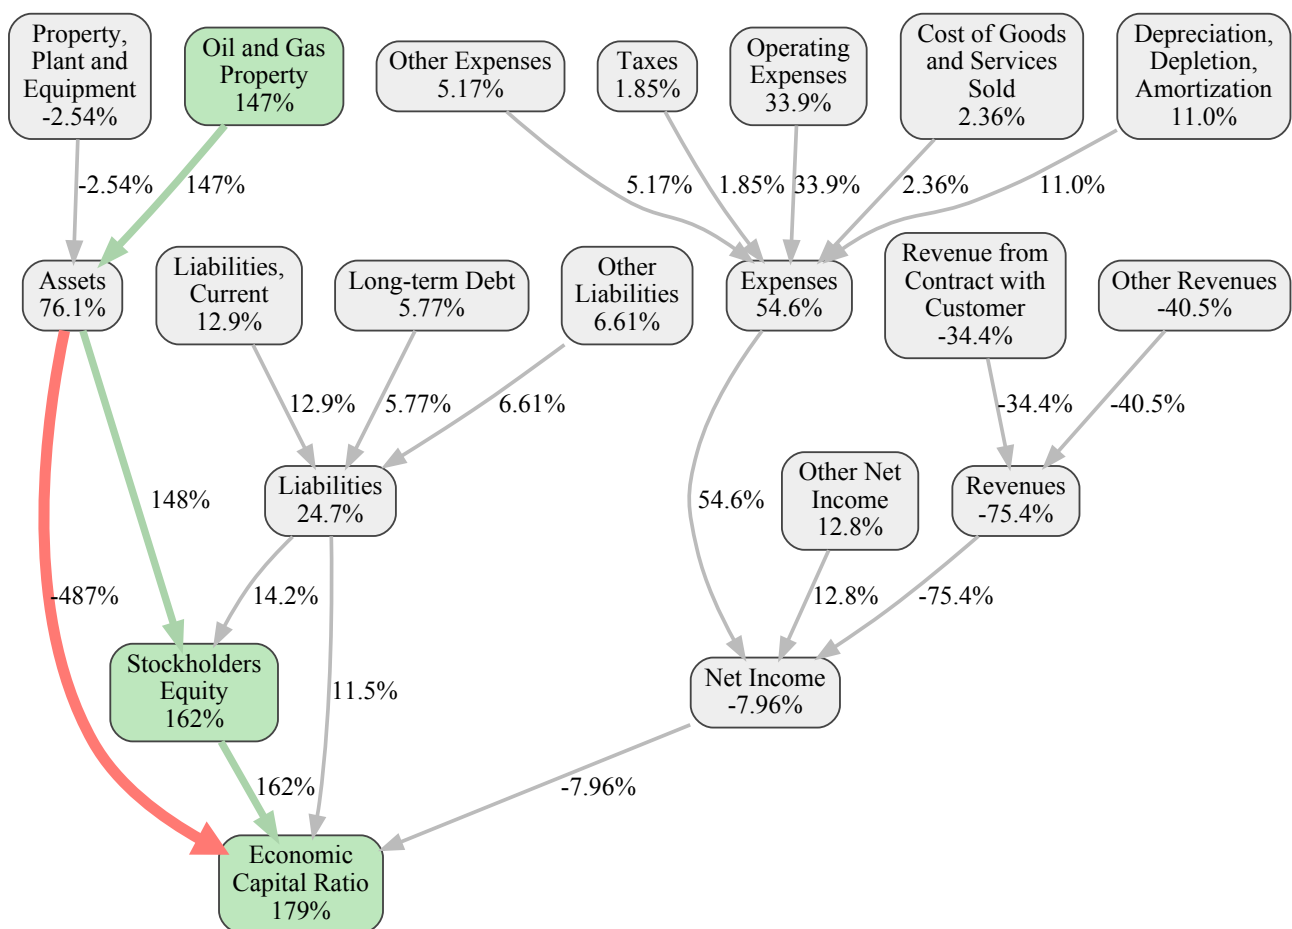 Property,
Plant and
Equipment
-2.54%
Oil and Gas
Property
147%
Other Expenses
5.17%
Taxes
1.85%
Operating
Expenses
33.9%
Cost of Goods
and Services
Sold
2.36%
Depreciation,
Depletion,
Amortization
11.0%
-2.54%
147%
5.17%
1.85%
33.9%
2.36%
11.0%
Assets
76.1%
Liabilities,
Current
12.9%
Long-term Debt
5.77%
Other
Liabilities
6.61%
Expenses
54.6%
Revenue from
Contract with
Customer
-34.4%
Other Revenues
-40.5%
12.9%
5.77%
6.61%
-34.4%
-40.5%
148%
Liabilities
24.7%
54.6%
Other Net
Income
12.8%
Revenues
-75.4%
-487%
14.2%
12.8%
-75.4%
Stockholders
Equity
162%
11.5%
Net Income
-7.96%
162%
-7.96%
Economic
Capital Ratio
179%